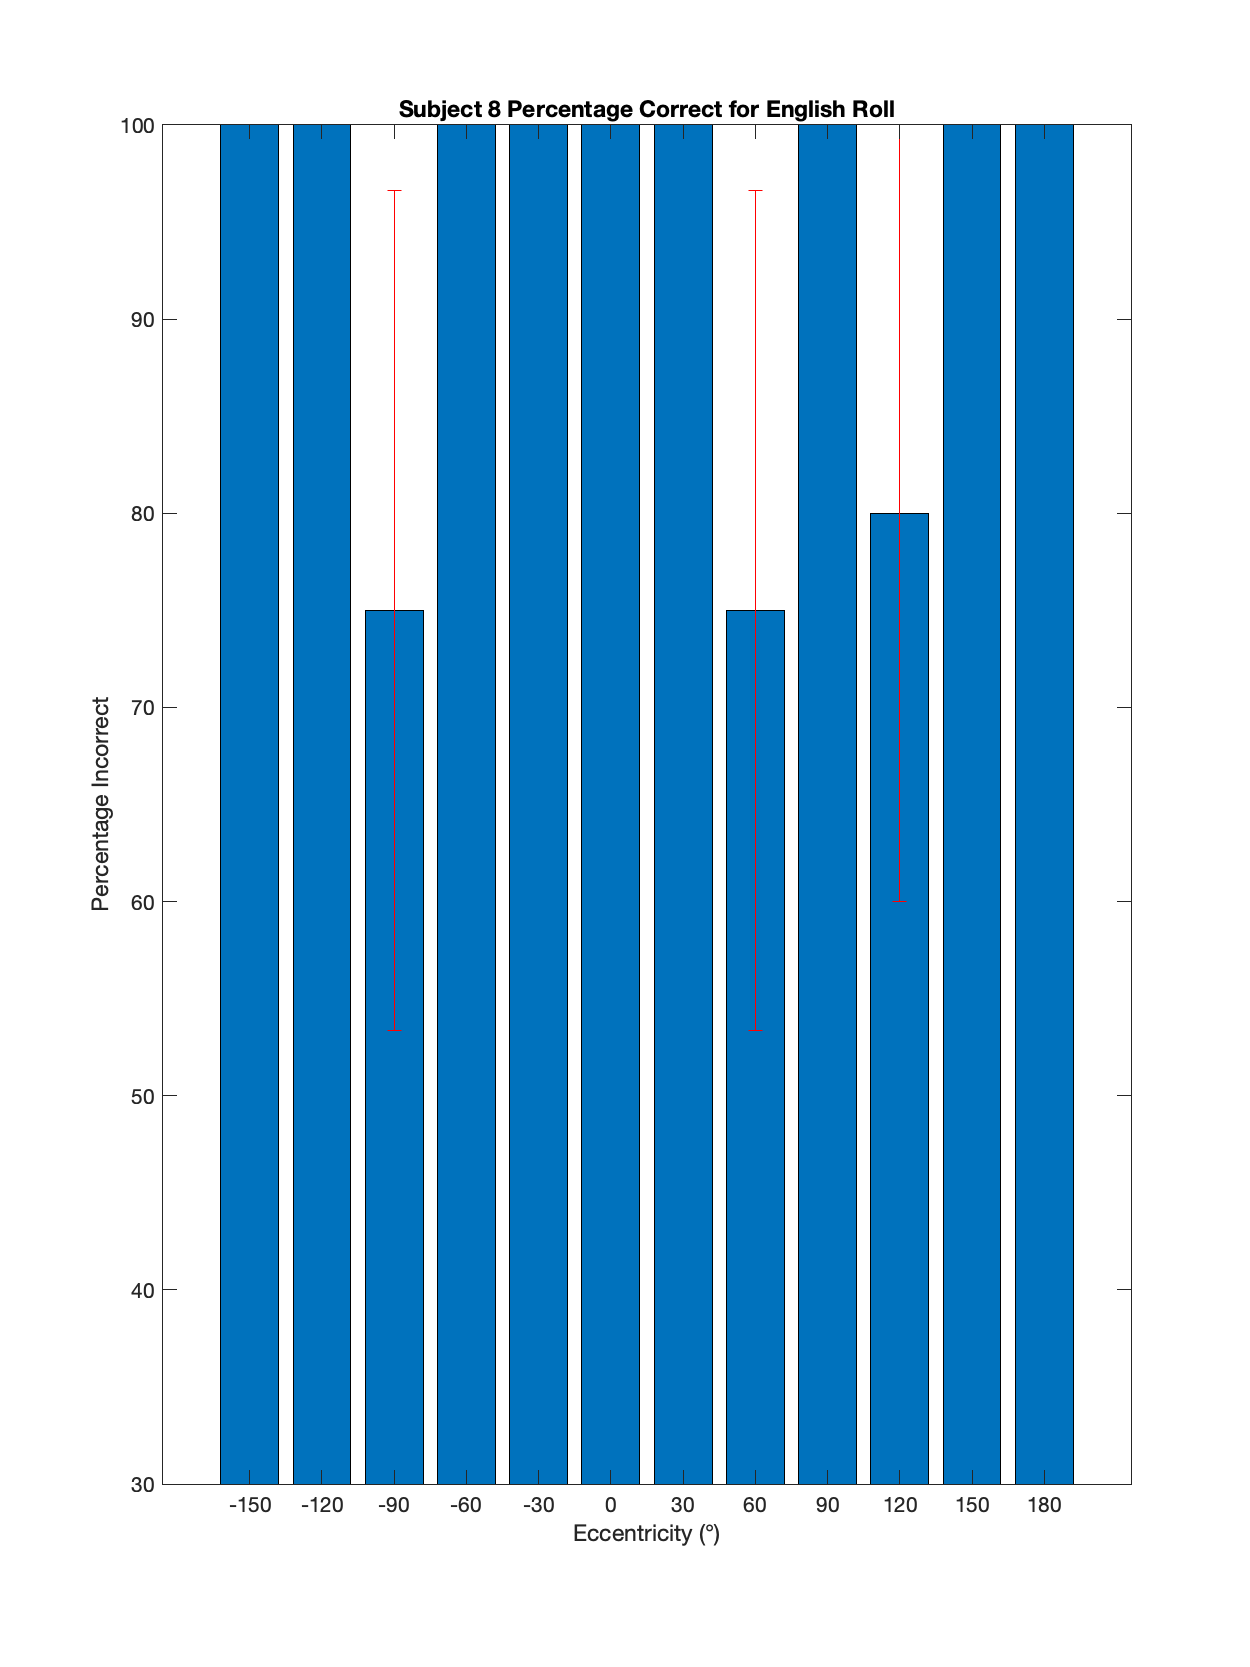 Subject 8 Percentage Correct for English Roll
100
90
80
70
60
50
40
30
Percentage Incorrect
-150 -120 -90 -60 -30 0 30 60 90 120 150 180
Eccentricity (°)